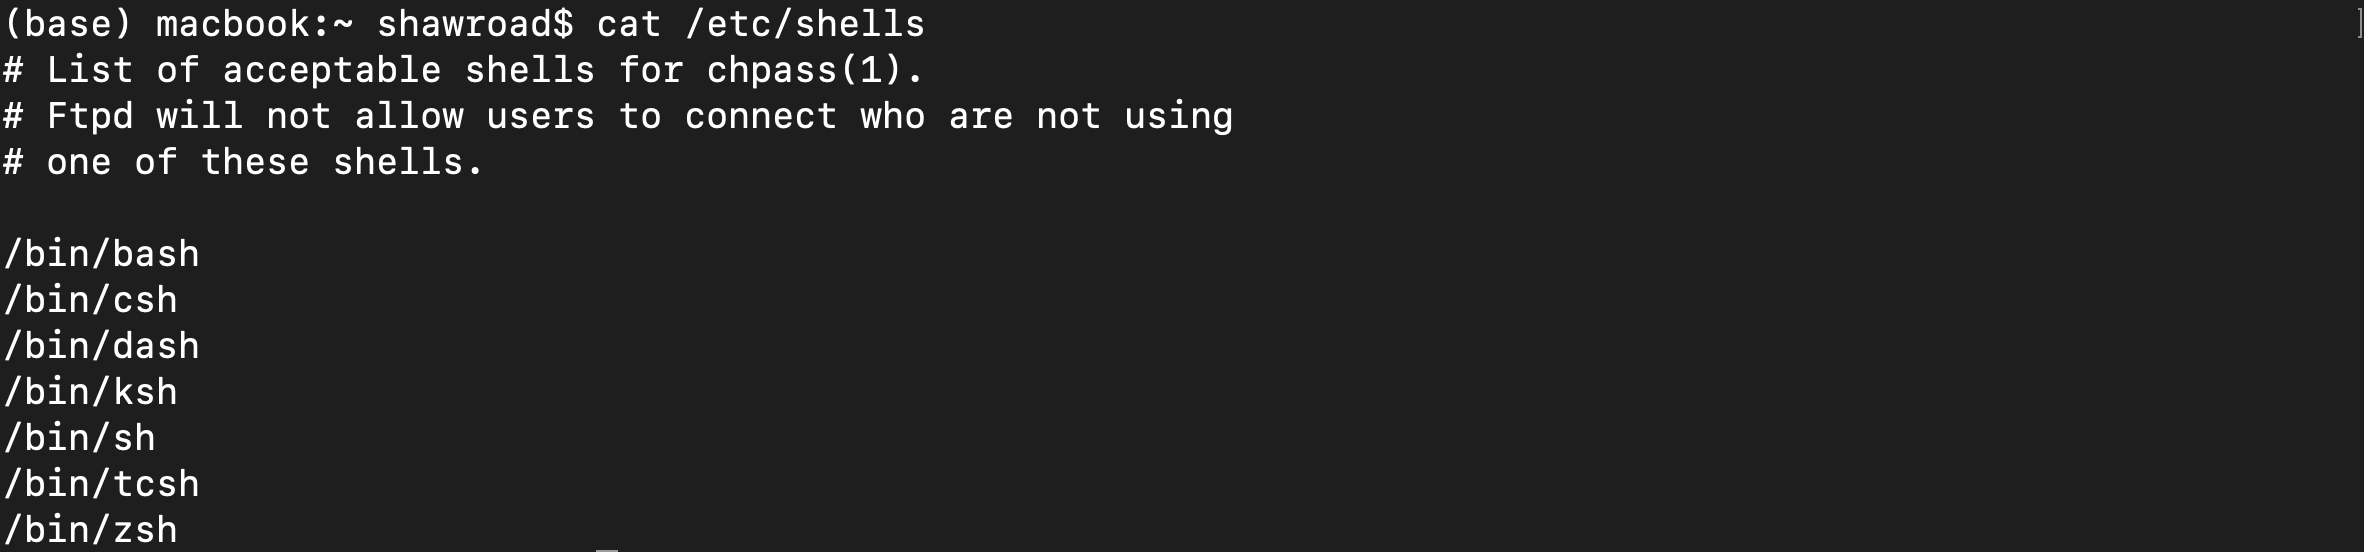 (base) macbook:~ shawroad$ cat /etc/shells
# List of acceptable shells for chpass(1).
# Ftpd will not allow users to connect who are not using
# one of these shells.

/bin/bash
/bin/csh
/bin/dash
/bin/ksh
/bin/sh
/bin/tcsh
/bin/zsh